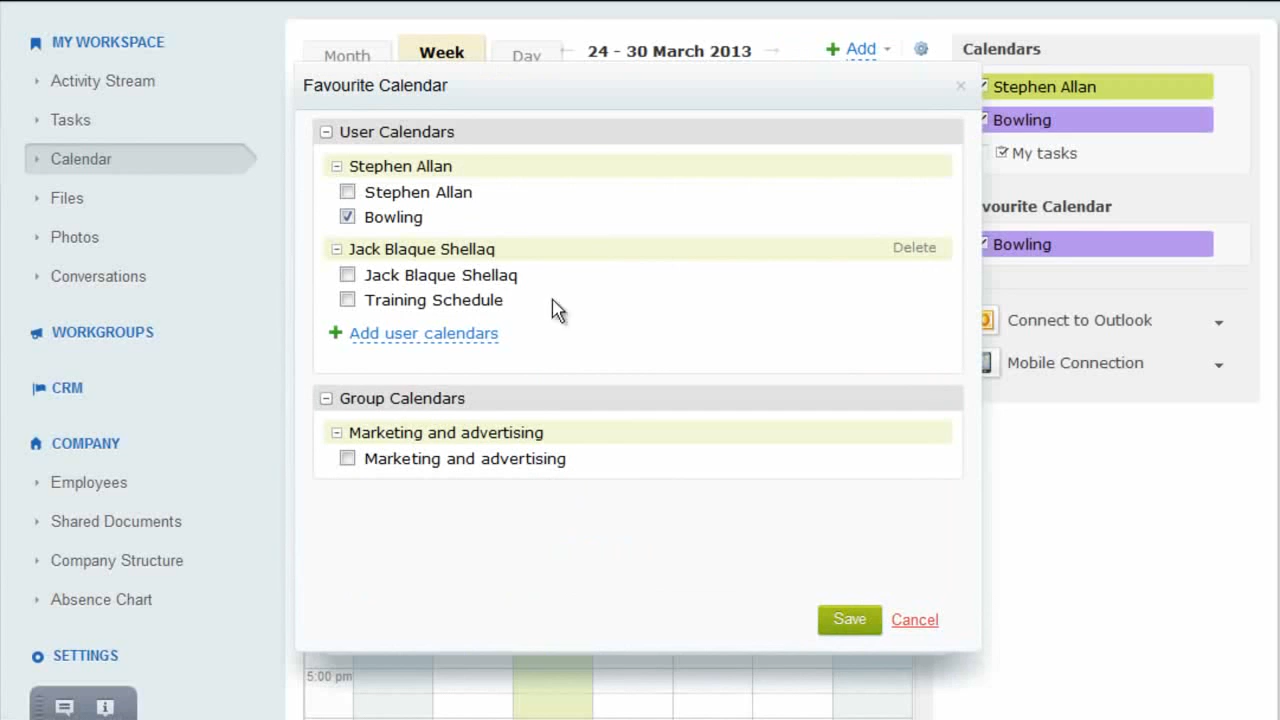 MY WORKSPACE
Activity Stream
Tasks
Calendar
Files
Photos
Conversations
WORKGROUPS
CRM
COMPANY
Employees
Shared Documents
Company Structure
Absence Chart
SETTINGS
Month
Week
Day
24 - 30 March 2013
Add
Favourite Calendar
User Calendars
Stephen Allan
Stephen Allan
Bowling
Jack Blaque Shellaq
Delete
Jack Blaque Shellaq
Training Schedule
Add user calendars
Group Calendars
Marketing and advertising
Marketing and advertising
Save
Cancel
5:00 pm
Calendars
Stephen Allan
Bowling
My tasks
vourite Calendar
Bowling
Connect to Outlook
Mobile Connection